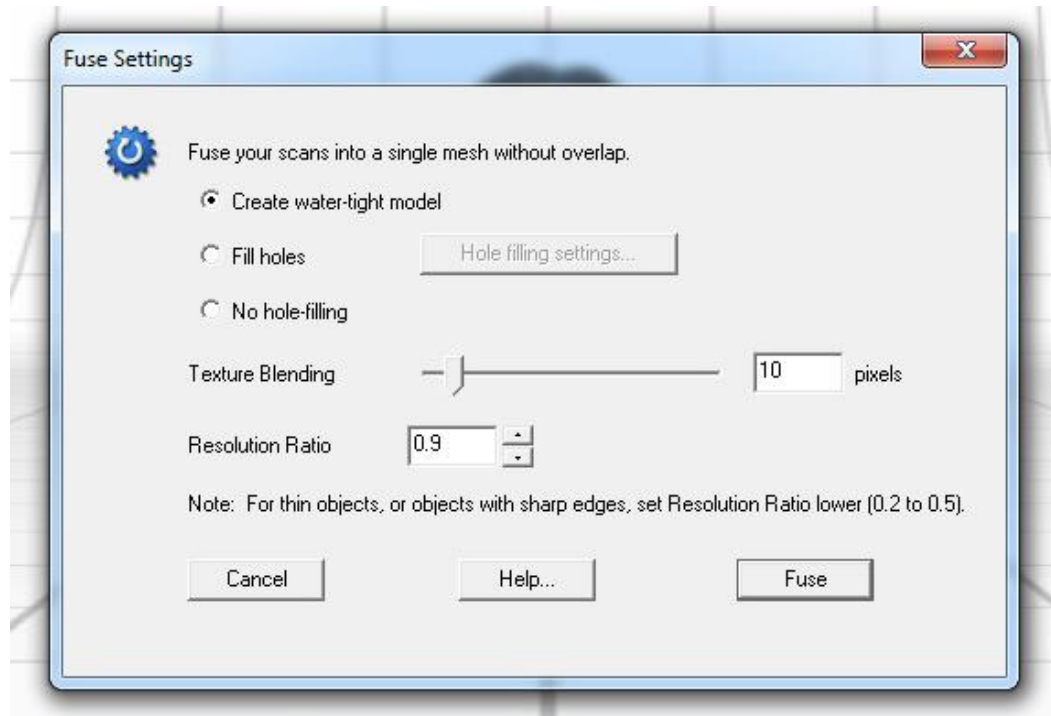 Fuse Settings
Fuse your scans into a single mesh without overlap.
Create water-tight model
Fill holes
Hole filling settings...
No hole-filling
Texture Blending
10
pixels
Resolution Ratio
0.9
Note: For thin objects, or objects with sharp edges, set Resolution Ratio lower (0.2 to 0.5).
Cancel
Help...
Fuse